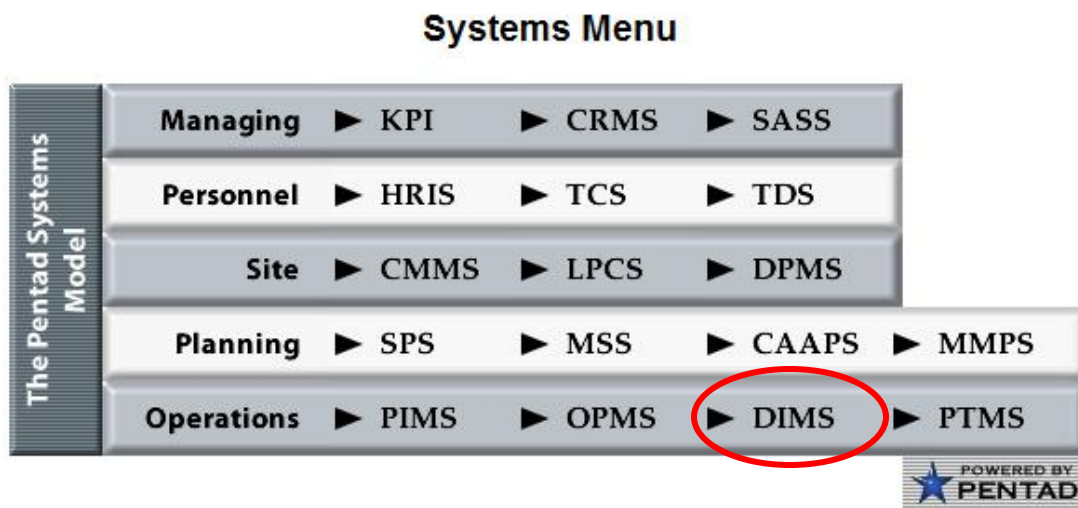 Systems Menu
The Pentad Systems
Model
Managing ► KPI ► CRMS ► SASS
Personnel ► HRIS ► TCS ► TDS
Site ► CMMS ► LPCS ► DPMS
Planning ► SPS ► MSS ► CAAPS ► MMPS
Operations ► PIMS ► OPMS ► DIMS ► PTMS
POWERED BY
PENTAD